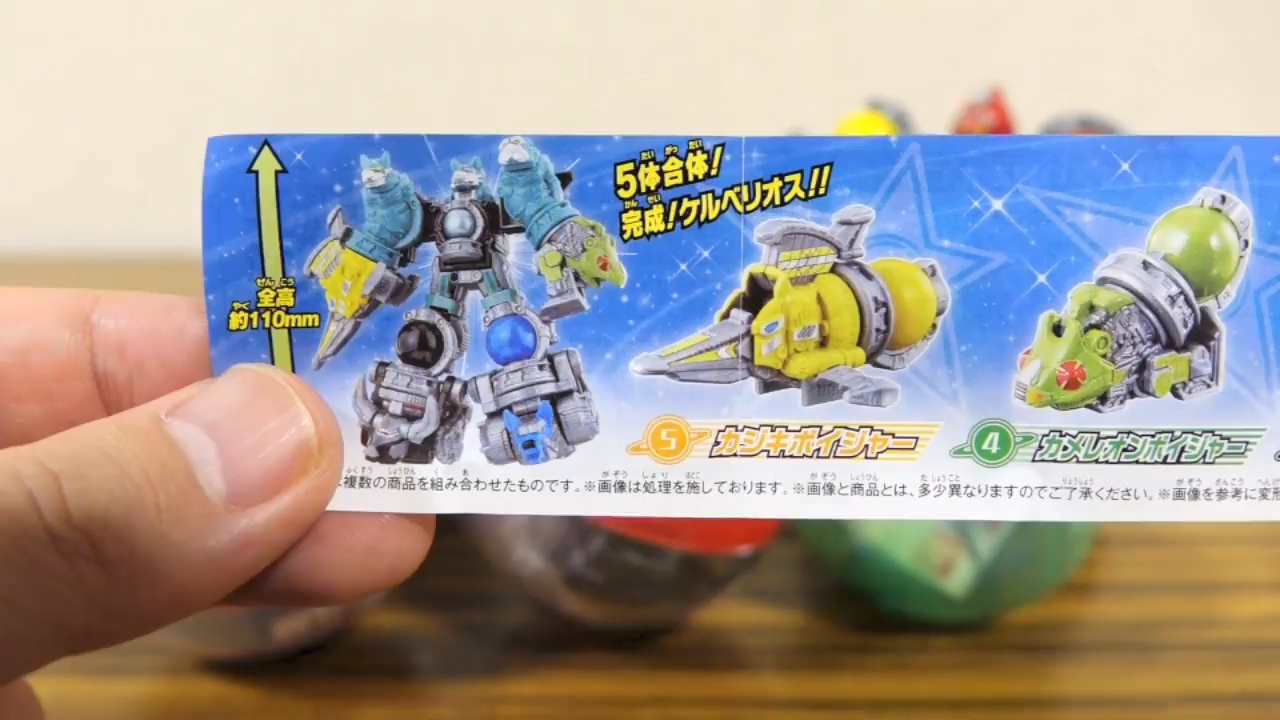 5体合体!
完成!ケルベリオス!!
全高
約110mm
5 カジキボイジャー
4 カメレオンボイジャー
複数の商品を組み合わせたものです。※画像は処理を施しております。※画像と商品とは、多少異なりますのでご了承ください。※画像を参考に変形